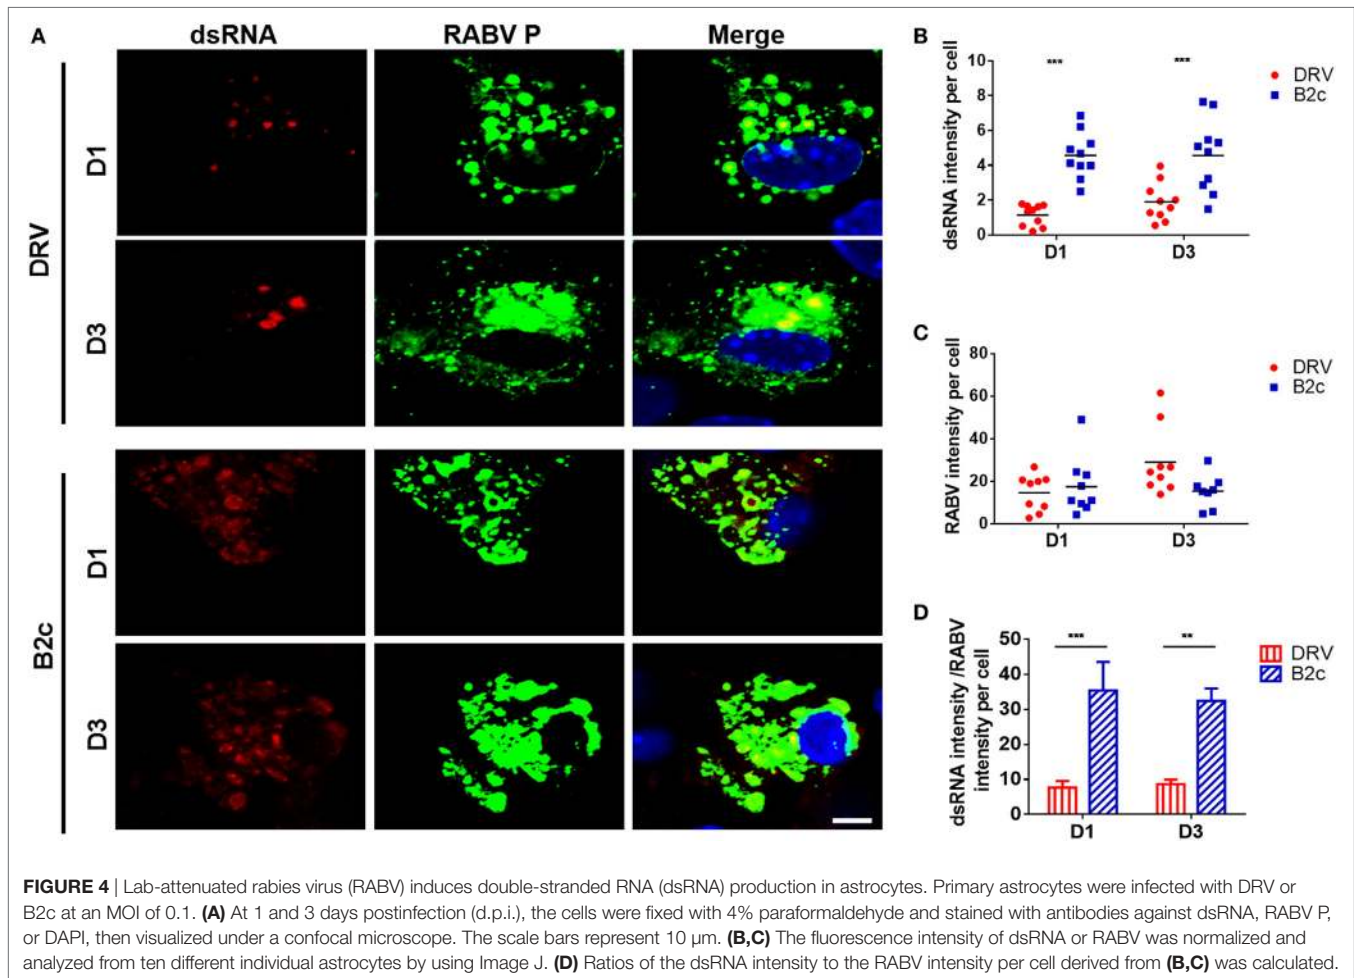 A
dsRNA
RABV P
Merge
DRV
D1
D3
B2c
D1
D3
B
dsRNA intensity per cell
10
8
6
4
2
0
***
***
D1
D3
DRV
B2c
C
RABV intensity per cell
80
60
40
20
0
D1
D3
DRV
B2c
D
dsRNA intensity /RABV
intensity per cell
50
40
30
20
10
0
***
**
D1
D3
DRV
B2c
FIGURE 4 | Lab-attenuated rabies virus (RABV) induces double-stranded RNA (dsRNA) production in astrocytes. Primary astrocytes were infected with DRV or
B2c at an MOI of 0.1. (A) At 1 and 3 days postinfection (d.p.i.), the cells were fixed with 4% paraformaldehyde and stained with antibodies against dsRNA, RABV P,
or DAPI, then visualized under a confocal microscope. The scale bars represent 10 μm. (B,C) The fluorescence intensity of dsRNA or RABV was normalized and
analyzed from ten different individual astrocytes by using Image J. (D) Ratios of the dsRNA intensity to the RABV intensity per cell derived from (B,C) was calculated.